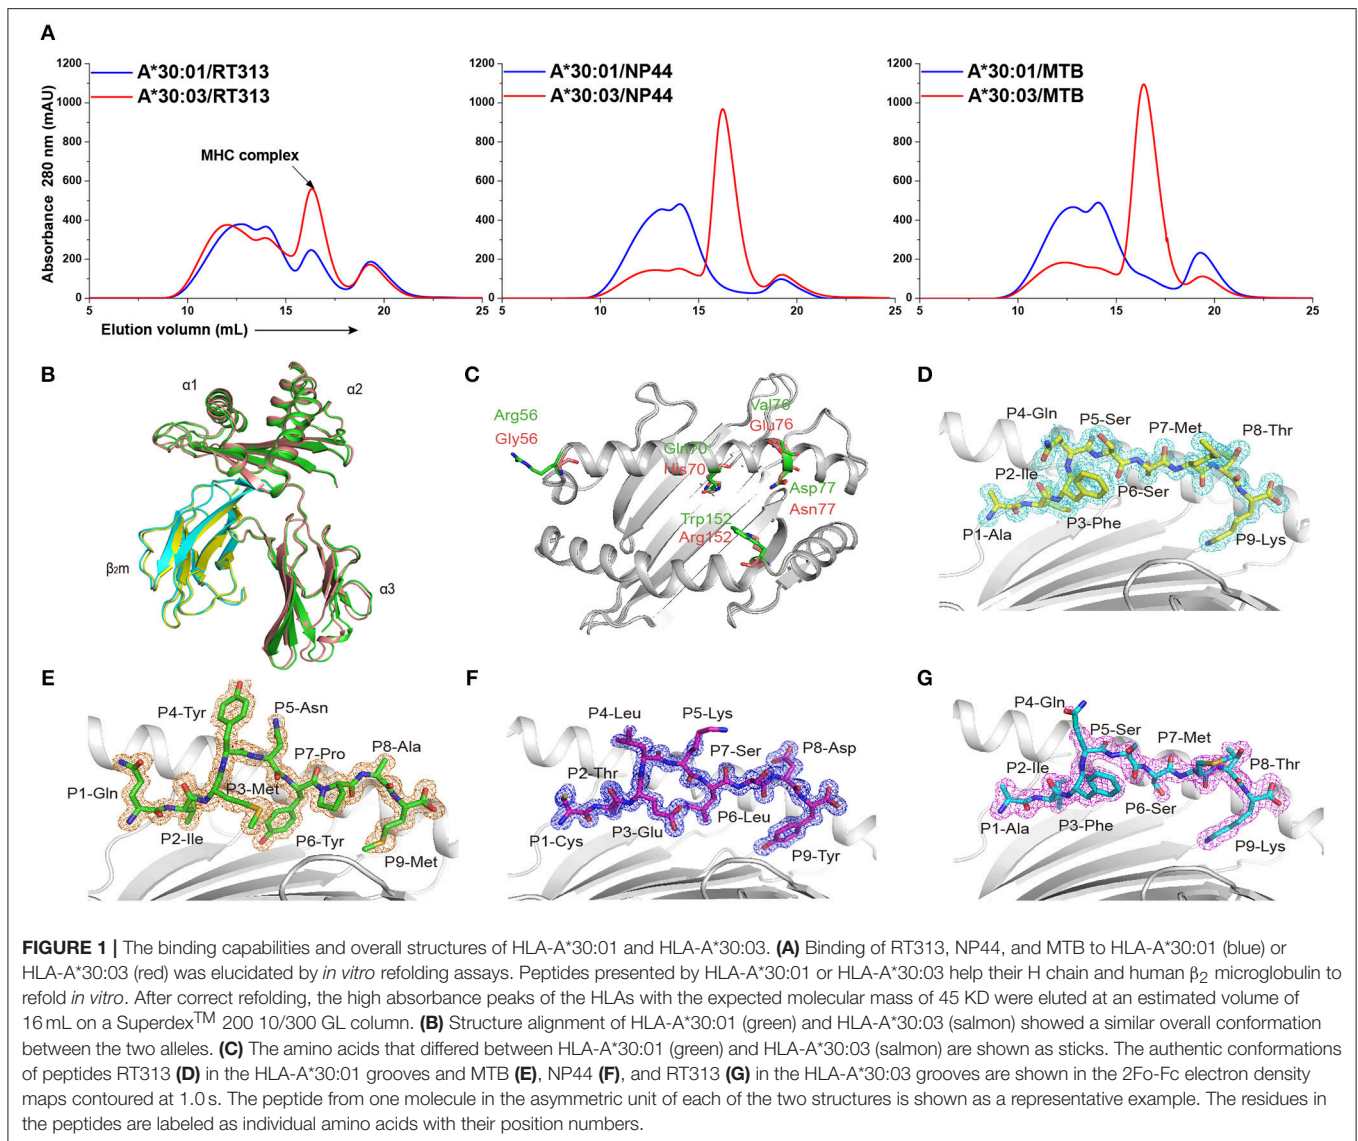 A
A*30:01/RT313
A*30:03/RT313
A*30:01/NP44
A*30:03/NP44
A*30:01/MTB
A*30:03/MTB
MHC complex
Absorbance 280 nm (mAU)
1200
1000
800
600
400
200
0
5
10
15
20
25
1200
1000
800
600
400
200
0
5
10
15
20
25
1200
1000
800
600
400
200
0
5
10
15
20
25
Elution volumn (mL)
B
α1
α2
β₂m
α3
C
Arg56
Gly56
Val76
Glu76
Gln70
His70
Asp77
Asn77
Trp152
Arg152
D
P4-Gln
P5-Ser
P7-Met
P8-Thr
P2-Ile
P6-Ser
P3-Phe
P1-Ala
P9-Lys
E
P4-Tyr
P5-Asn
P7-Pro
P8-Ala
P1-Gln
P3-Met
P2-Ile
P6-Tyr
P9-Met
F
P4-Leu
P5-Lys
P7-Ser
P8-Asp
P2-Thr
P3-Glu
P6-Leu
P1-Cys
P9-Tyr
G
P4-Gln
P5-Ser
P7-Met
P8-Thr
P2-Ile
P6-Ser
P1-Ala
P3-Phe
P9-Lys
FIGURE 1 | The binding capabilities and overall structures of HLA-A*30:01 and HLA-A*30:03. (A) Binding of RT313, NP44, and MTB to HLA-A*30:01 (blue) or
HLA-A*30:03 (red) was elucidated by in vitro refolding assays. Peptides presented by HLA-A*30:01 or HLA-A*30:03 help their H chain and human β₂ microglobulin to
refold in vitro. After correct refolding, the high absorbance peaks of the HLAs with the expected molecular mass of 45 KD were eluted at an estimated volume of
16 mL on a Superdex™ 200 10/300 GL column. (B) Structure alignment of HLA-A*30:01 (green) and HLA-A*30:03 (salmon) showed a similar overall conformation
between the two alleles. (C) The amino acids that differed between HLA-A*30:01 (green) and HLA-A*30:03 (salmon) are shown as sticks. The authentic conformations
of peptides RT313 (D) in the HLA-A*30:01 grooves and MTB (E), NP44 (F), and RT313 (G) in the HLA-A*30:03 grooves are shown in the 2Fo-Fc electron density
maps contoured at 1.0 s. The peptide from one molecule in the asymmetric unit of each of the two structures is shown as a representative example. The residues in
the peptides are labeled as individual amino acids with their position numbers.